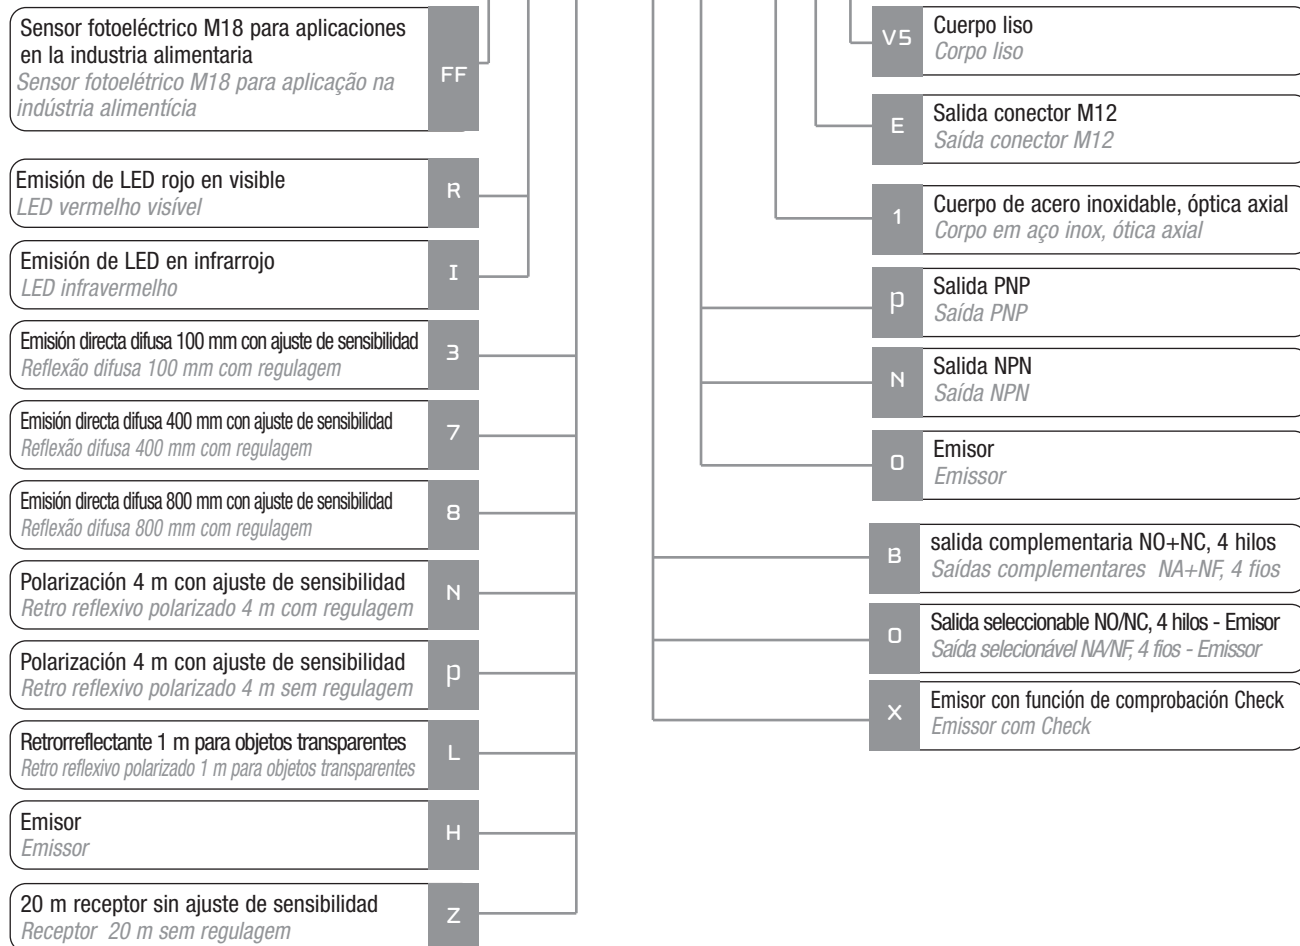 Sensor fotoeléctrico M18 para aplicaciones
en la industria alimentaria
Sensor fotoelétrico M18 para aplicação na
indústria alimentícia
FF
Emisión de LED rojo en visible
LED vermelho visível
R
Emisión de LED en infrarrojo
LED infravermelho
I
Emisión directa difusa 100 mm con ajuste de sensibilidad
Reflexão difusa 100 mm com regulagem
3
Emisión directa difusa 400 mm con ajuste de sensibilidad
Reflexão difusa 400 mm com regulagem
7
Emisión directa difusa 800 mm con ajuste de sensibilidad
Reflexão difusa 800 mm com regulagem
8
Polarización 4 m con ajuste de sensibilidad
Retro reflexivo polarizado 4 m com regulagem
N
Polarización 4 m con ajuste de sensibilidad
Retro reflexivo polarizado 4 m sem regulagem
P
Retrorreflectante 1 m para objetos transparentes
Retro reflexivo polarizado 1 m para objetos transparentes
L
Emisor
Emissor
H
20 m receptor sin ajuste de sensibilidad
Receptor 20 m sem regulagem
Z
V5
Cuerpo liso
Corpo liso
E
Salida conector M12
Saída conector M12
1
Cuerpo de acero inoxidable, óptica axial
Corpo em aço inox, ótica axial
P
Salida PNP
Saída PNP
N
Salida NPN
Saída NPN
0
Emisor
Emissor
B
salida complementaria NO+NC, 4 hilos
Saídas complementares NA+NF, 4 fios
0
Salida seleccionable NO/NC, 4 hilos - Emisor
Saída selecionável NA/NF, 4 fios - Emissor
X
Emisor con función de comprobación Check
Emissor com Check